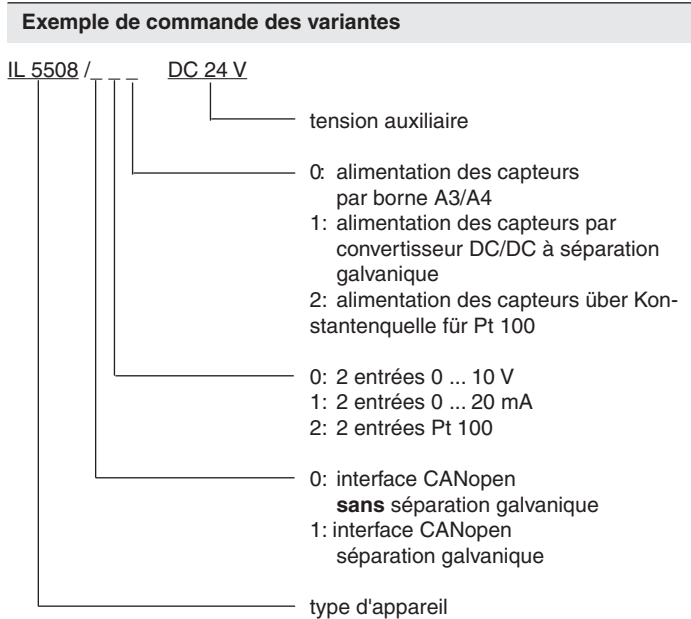 Exemple de commande des variantes
IL 5508 /_ _ _ DC 24 V
tension auxiliaire
0: alimentation des capteurs
par borne A3/A4
1: alimentation des capteurs par
convertisseur DC/DC à séparation
galvanique
2: alimentation des capteurs über Kon-
stantenquelle für Pt 100
0: 2 entrées 0 ... 10 V
1: 2 entrées 0 ... 20 mA
2: 2 entrées Pt 100
0: interface CANopen
sans séparation galvanique
1: interface CANopen
séparation galvanique
type d'appareil